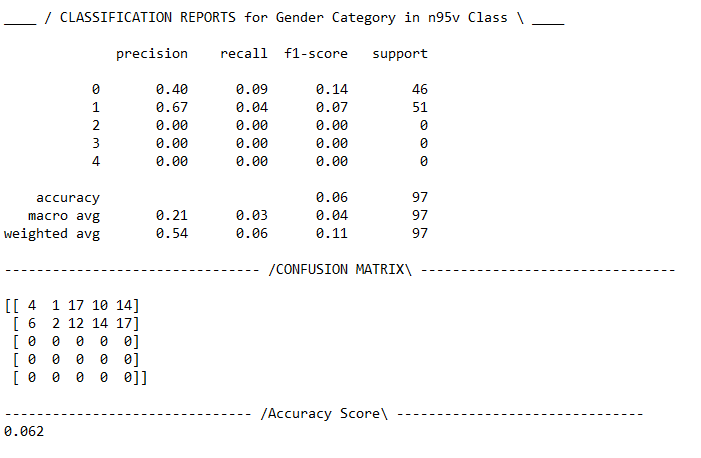 ____ / CLASSIFICATION REPORTS for Gender Category in n95v Class \ ____
precision recall f1-score support
0 0.40 0.09 0.14 46
1 0.67 0.04 0.07 51
2 0.00 0.00 0.00 0
3 0.00 0.00 0.00 0
4 0.00 0.00 0.00 0
accuracy 0.06 97
macro avg 0.21 0.03 0.04 97
weighted avg 0.54 0.06 0.11 97
-------------------------------- /CONFUSION MATRIX\ --------------------------------
[[ 4 1 17 10 14]
[ 6 2 12 14 17]
[ 0 0 0 0 0]
[ 0 0 0 0 0]
[ 0 0 0 0 0]]
------------------------------- /Accuracy Score\ -------------------------------
0.062